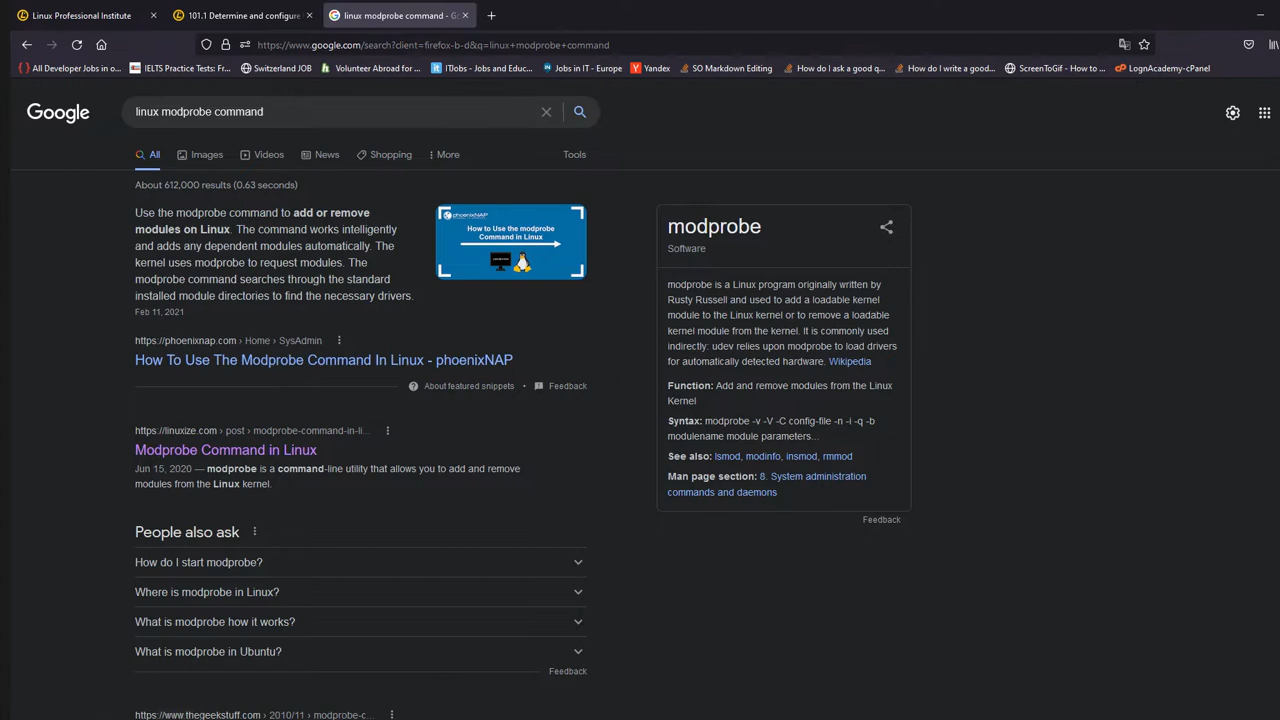 Linux Professional Institute
101.1 Determine and configure
linux modprobe command - Go
https://www.google.com/search?client=firefox-b-d&q=linux+modprobe+command
All Developer Jobs in o...
IELTS Practice Tests: Fr...
Switzerland JOB
Volunteer Abroad for ...
ITJobs - Jobs and Educ...
Jobs in IT - Europe
Yandex
SO Markdown Editing
How do I ask a good q...
How do I write a good...
ScreenToGif - How to ...
LognAcademy-cPanel
Google
linux modprobe command
All
Images
Videos
News
Shopping
More
Tools
About 612,000 results (0.63 seconds)
Use the modprobe command to add or remove
modules on Linux. The command works intelligently
and adds any dependent modules automatically. The
kernel uses modprobe to request modules. The
modprobe command searches through the standard
installed module directories to find the necessary drivers.
Feb 11, 2021
phoenixNAP
How to Use the modprobe
Command in Linux
https://phoenixnap.com › Home › SysAdmin
How To Use The Modprobe Command In Linux - phoenixNAP
About featured snippets • Feedback
https://linuxize.com › post › modprobe-command-in-li...
Modprobe Command in Linux
Jun 15, 2020 — modprobe is a command-line utility that allows you to add and remove
modules from the Linux kernel.
People also ask
How do I start modprobe?
Where is modprobe in Linux?
What is modprobe how it works?
What is modprobe in Ubuntu?
Feedback
https://www.thegeekstuff.com › 2010/11 › modprobe-c...
modprobe
Software
modprobe is a Linux program originally written by
Rusty Russell and used to add a loadable kernel
module to the Linux kernel or to remove a loadable
kernel module from the kernel. It is commonly used
indirectly: udev relies upon modprobe to load drivers
for automatically detected hardware. Wikipedia
Function: Add and remove modules from the Linux
Kernel
Syntax: modprobe -v -V -C config-file -n -i -q -b
modulename module parameters...
See also: lsmod, modinfo, insmod, rmmod
Man page section: 8. System administration
commands and daemons
Feedback